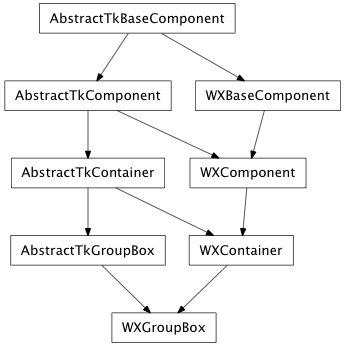 AbstractTkBaseComponent
AbstractTkComponent
WXBaseComponent
AbstractTkContainer
WXComponent
AbstractTkGroupBox
WXContainer
WXGroupBox